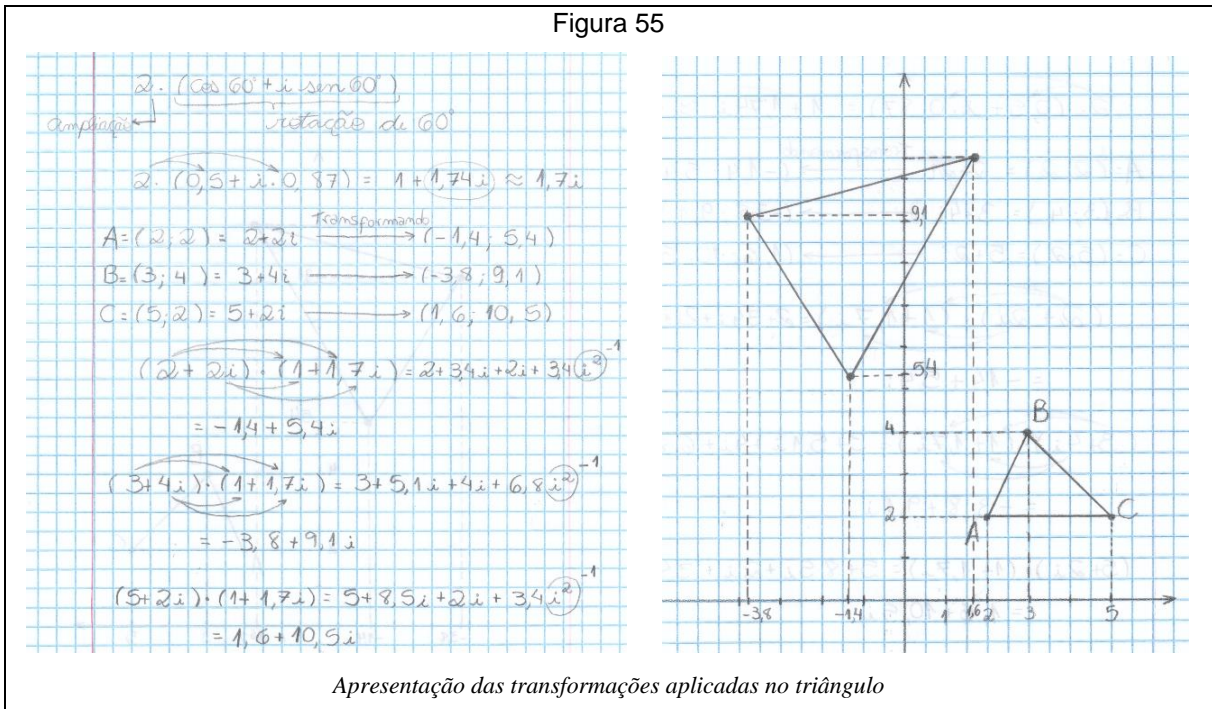 Figura 55
2. (cos 60° + i sen 60°)
ampliação
rotação de 60°
2. (0,5 + i. 0,87) = 1 + 1,74i ≈ 1,7i
Transformando
A=(2;2) = 2+2i → (-1,4; 5,4)
B=(3;4) = 3+4i → (-3,8; 9,1)
C=(5;2) = 5+2i → (1,6; 10,5)
(2+2i).(1+1,7i) = 2+3,4i+2i+3,4i² -1
= -1,4+5,4i
(3+4i).(1+1,7i) = 3+5,1i+4i+6,8i² -1
= -3,8+9,1i
(5+2i).(1+1,7i) = 5+8,5i+2i+3,4i² -1
= 1,6+10,5i
9,1
5,4
4
B
2
A
C
-3,8
-1,4
1
1,6
2
3
5
Apresentação das transformações aplicadas no triângulo